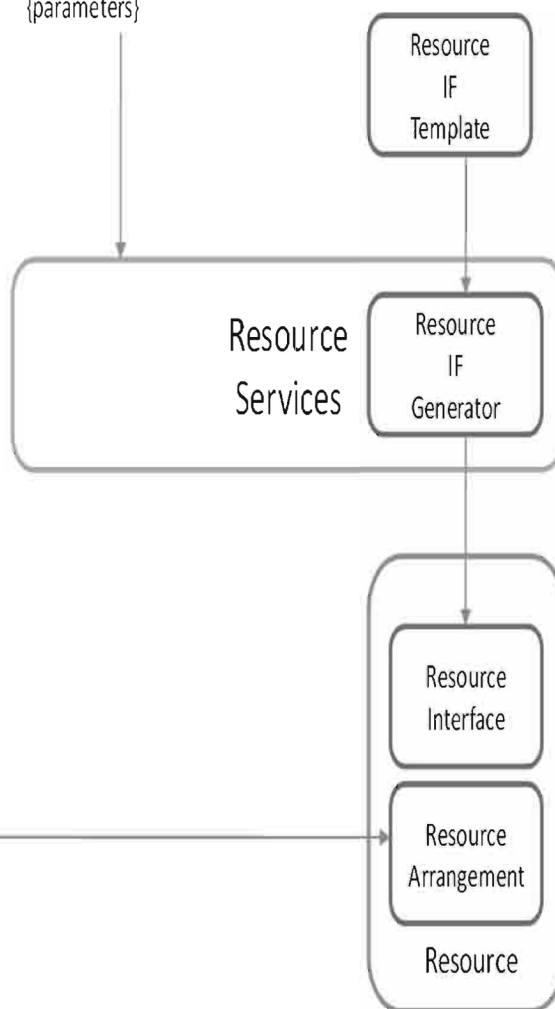 {parameters}
Resource
IF
Template
Resource
Services
Resource
IF
Generator
Resource
Interface
Resource
Arrangement
Resource